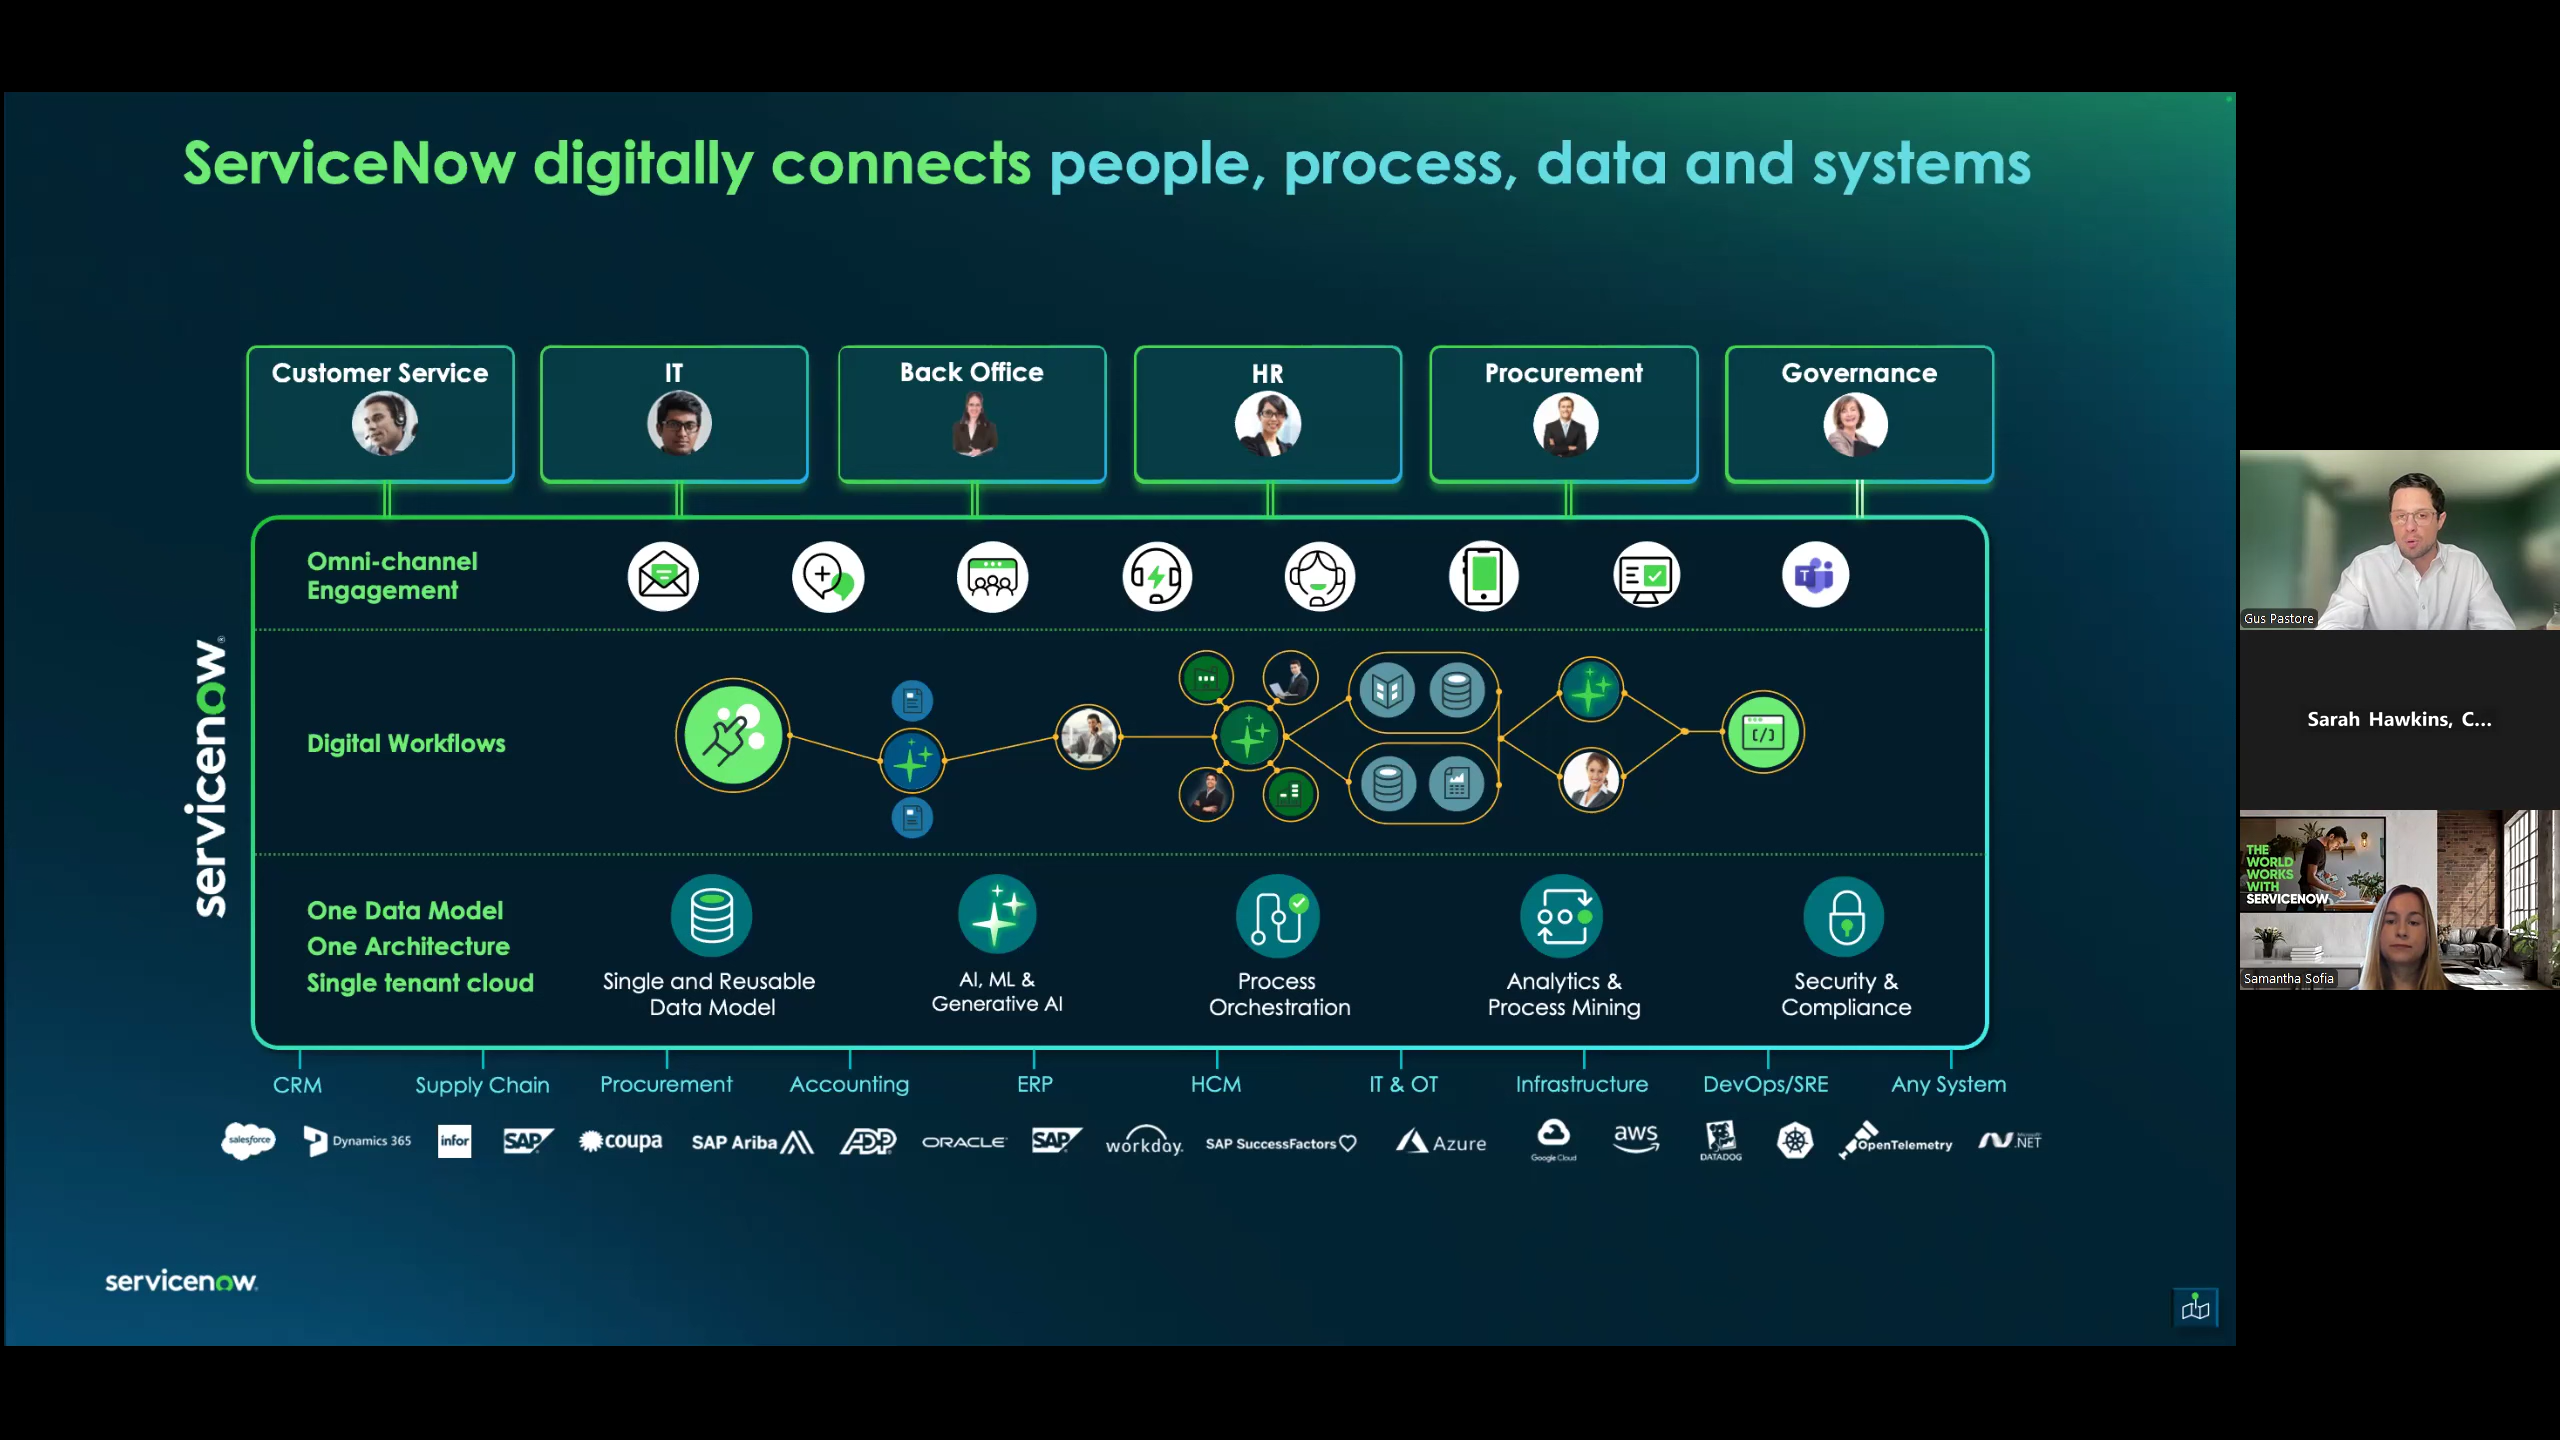 ServiceNow digitally connects people, process, data and systems
Customer Service
IT
Back Office
HR
Procurement
Governance
servicenow
Omni-channel
Engagement
T
Digital Workflows
One Data Model
One Architecture
Single tenant cloud
Single and Reusable
Data Model
AI, ML &
Generative AI
Process
Orchestration
Analytics &
Process Mining
Security &
Compliance
CRM
Supply Chain
Procurement
Accounting
ERP
HCM
IT & OT
Infrastructure
DevOps/SRE
Any System
salesforce
Dynamics 365
infor
SAP
coupa
SAP Ariba
ADP
ORACLE
SAP
workday.
SAP SuccessFactors
Azure
Google Cloud
aws
DATADOG
OpenTelemetry
Microsoft .NET
servicenow
Gus Pastore
Sarah Hawkins, C...
THE
WORLD
WORKS
WITH
SERVICENOW
Samantha Sofia